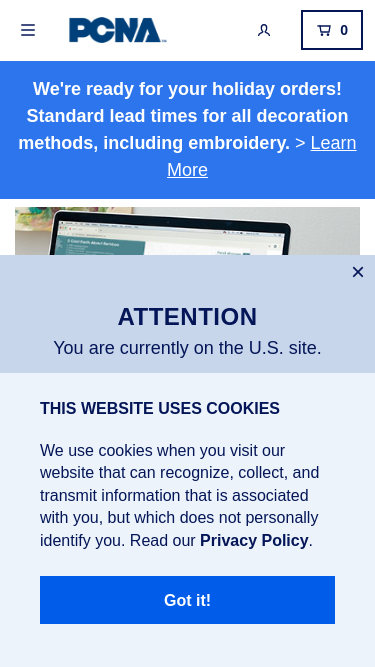 PCNA
0
We're ready for your holiday orders!
Standard lead times for all decoration
methods, including embroidery. > Learn
More
ATTENTION
You are currently on the U.S. site.
THIS WEBSITE USES COOKIES
We use cookies when you visit our
website that can recognize, collect, and
transmit information that is associated
with you, but which does not personally
identify you. Read our Privacy Policy.
Got it!